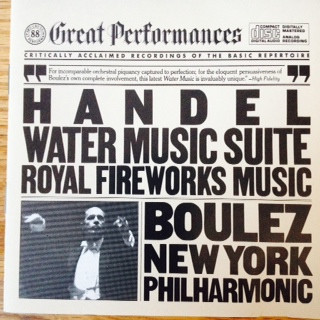 88
Great Performances
COMPACT
disc
DIGITAL AUDIO
DIGITALLY
MASTERED
ANALOG
RECORDING
CRITICALLY ACCLAIMED RECORDINGS OF THE BASIC REPERTOIRE
"For incomparable orchestral piquancy captured to perfection; for the eloquent persuasiveness of
Boulez's own complete involvement, this latest Water Music is invaluably unique." –High Fidelity
HANDEL
WATER MUSIC SUITE
ROYAL FIREWORKS MUSIC
BOULEZ
NEW YORK
PHILHARMONIC